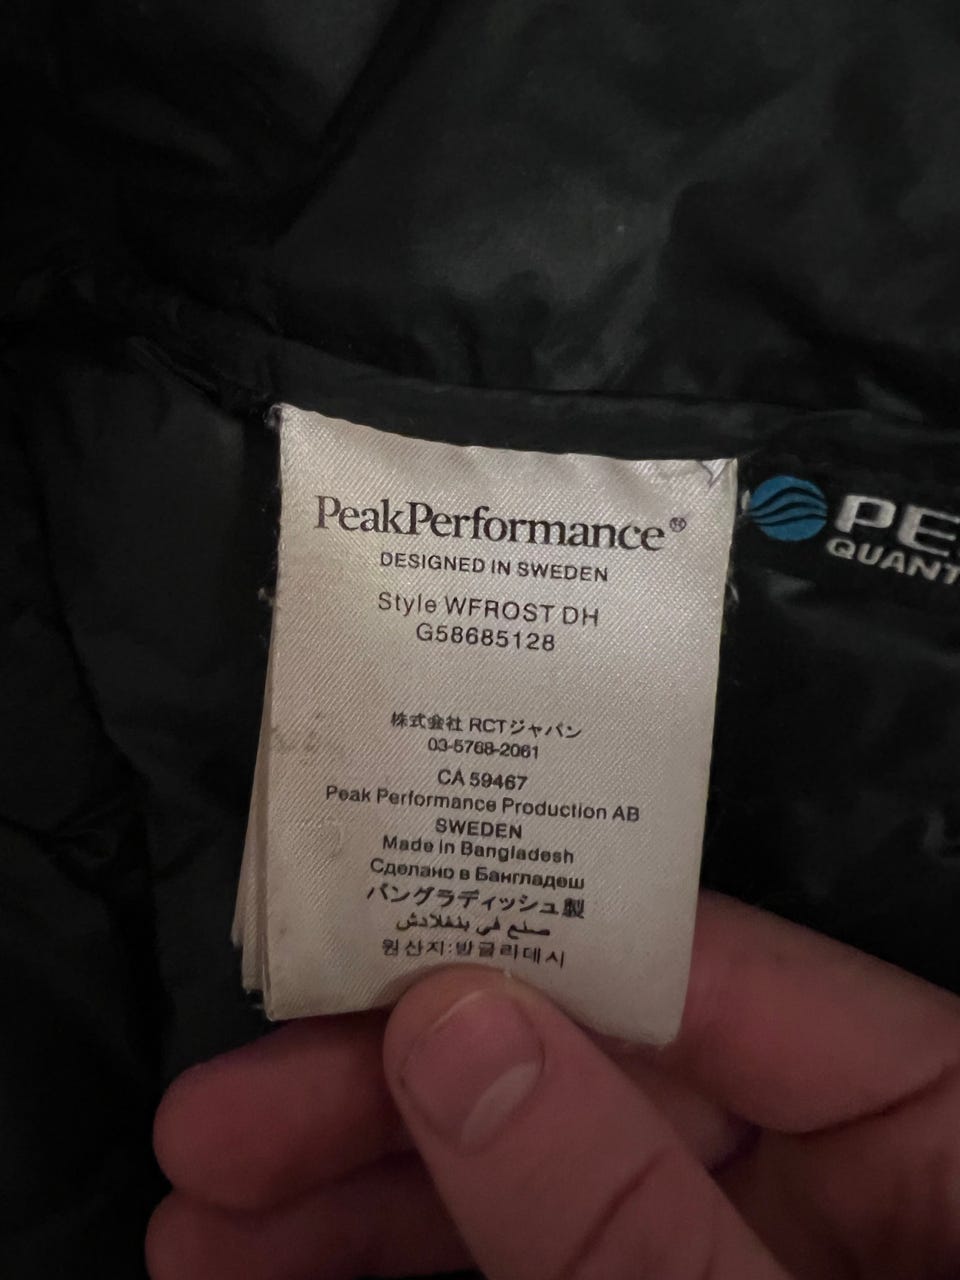 PeakPerformance®
DESIGNED IN SWEDEN
Style WFROST DH
G58685128
株式会社 RCTジャパン
03-5768-2061
CA 59467
Peak Performance Production AB
SWEDEN
Made in Bangladesh
Сделано в Бангладеш
バングラディッシュ製
صنع في بنغلادش
원산지:방글라데시
PE
QUANT